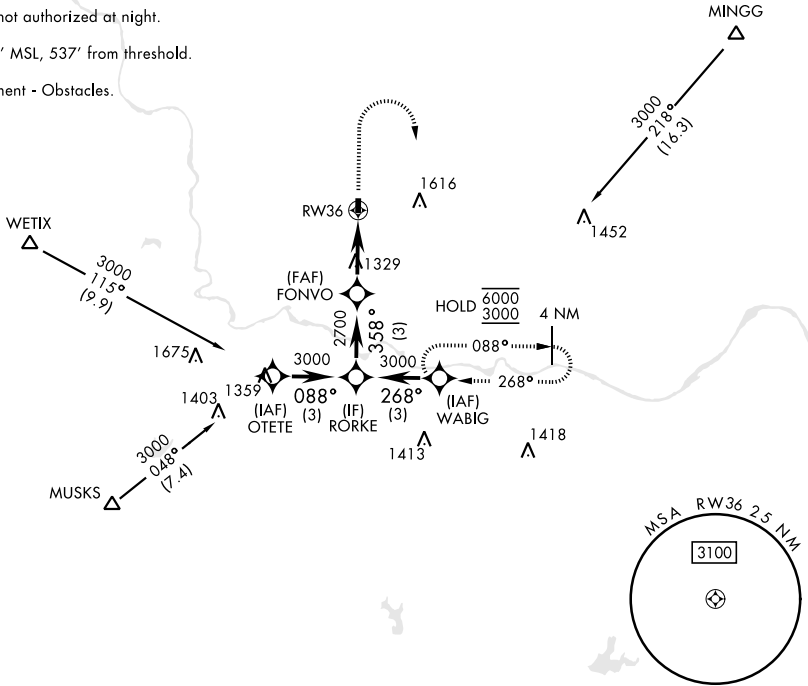 not authorized at night.
' MSL, 537' from threshold.
ment - Obstacles.
MINGG
3000
218°
(16.3)
1616
RW36
1452
WETIX
3000
115°
(9.9)
1329
(FAF)
FONVO
HOLD 6000
3000
4 NM
2700
358°
(3)
088°
1675
3000
3000
268°
1403
1359
088°
(3)
268°
(3)
(IAF)
OTETE
(IF)
RORKE
(IAF)
WABIG
3000
048°
(7.4)
1413
1418
MUSKS
MSA RW36 25 NM
3100